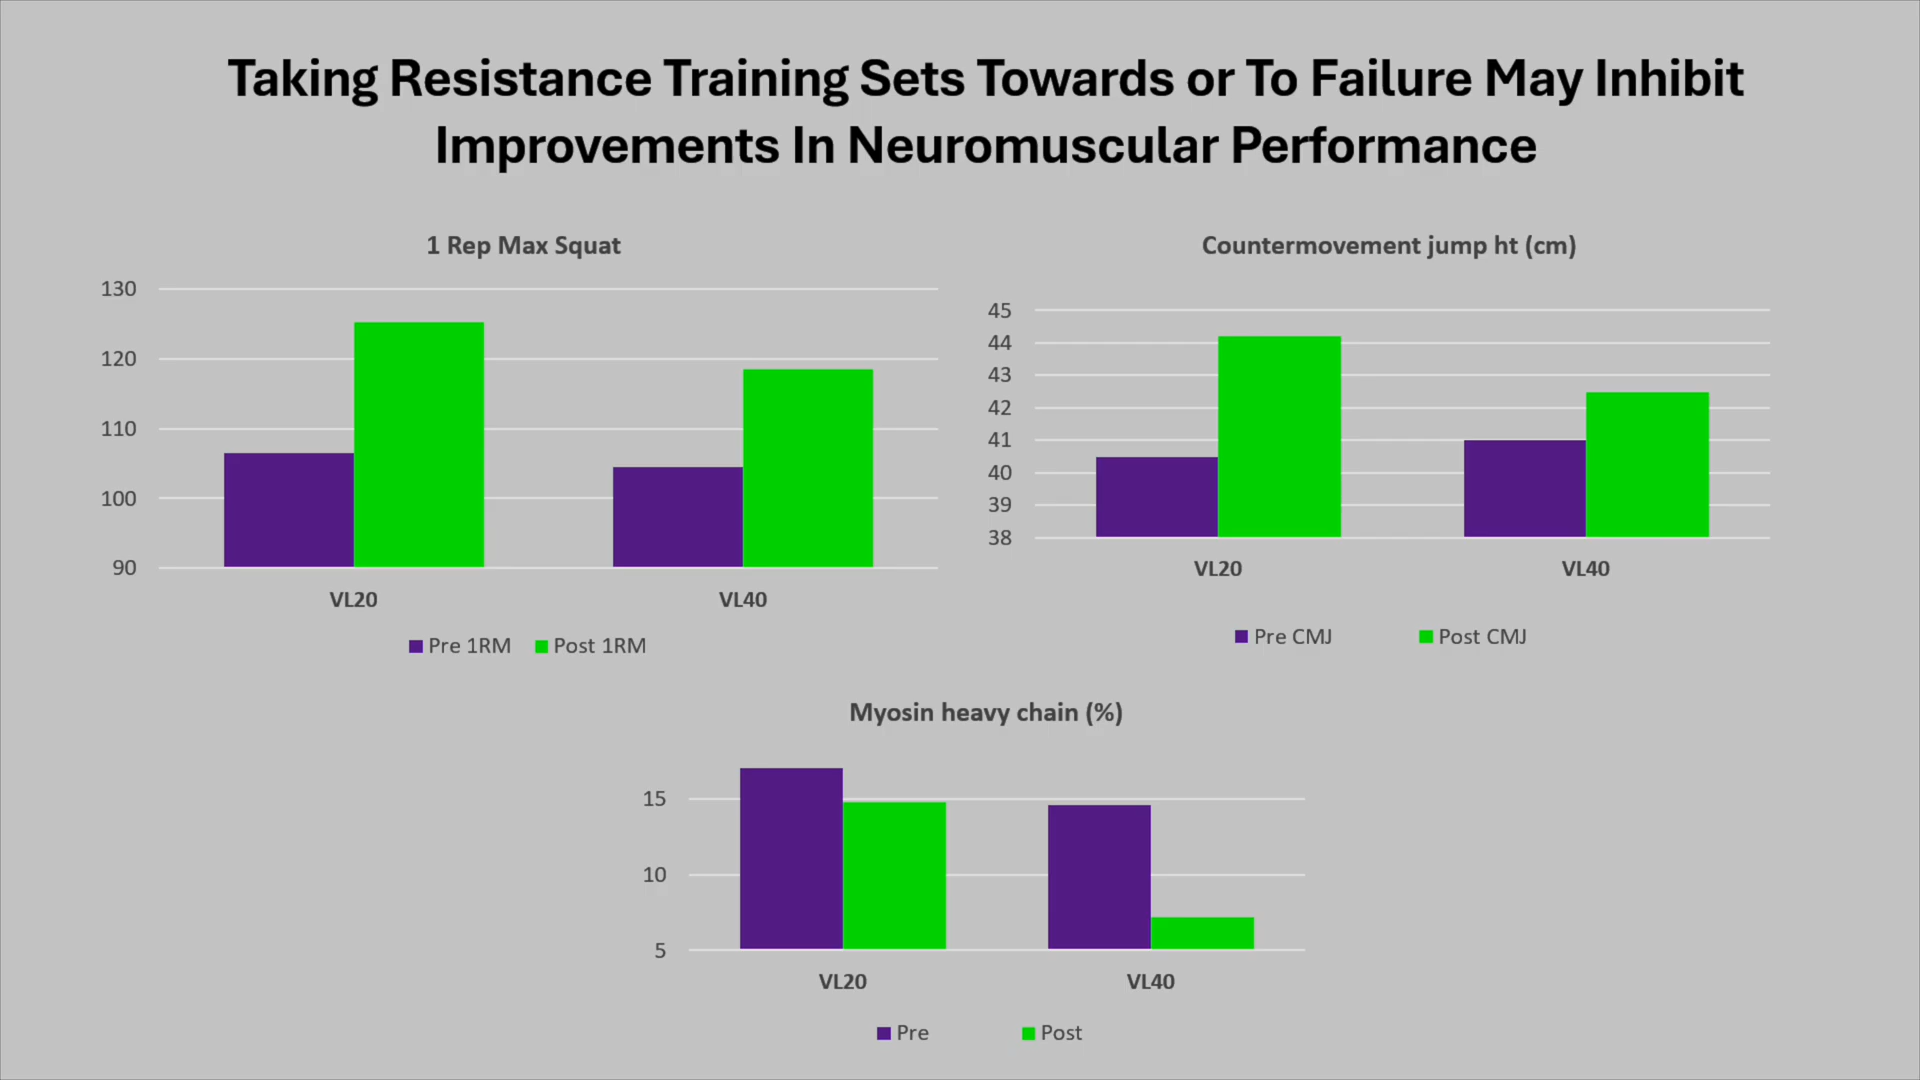 Taking Resistance Training Sets Towards or To Failure May Inhibit
Improvements In Neuromuscular Performance
1 Rep Max Squat
130
120
110
100
90
VL20
VL40
Pre 1RM
Post 1RM
Countermovement jump ht (cm)
45
44
43
42
41
40
39
38
VL20
VL40
Pre CMJ
Post CMJ
Myosin heavy chain (%)
15
10
5
VL20
VL40
Pre
Post